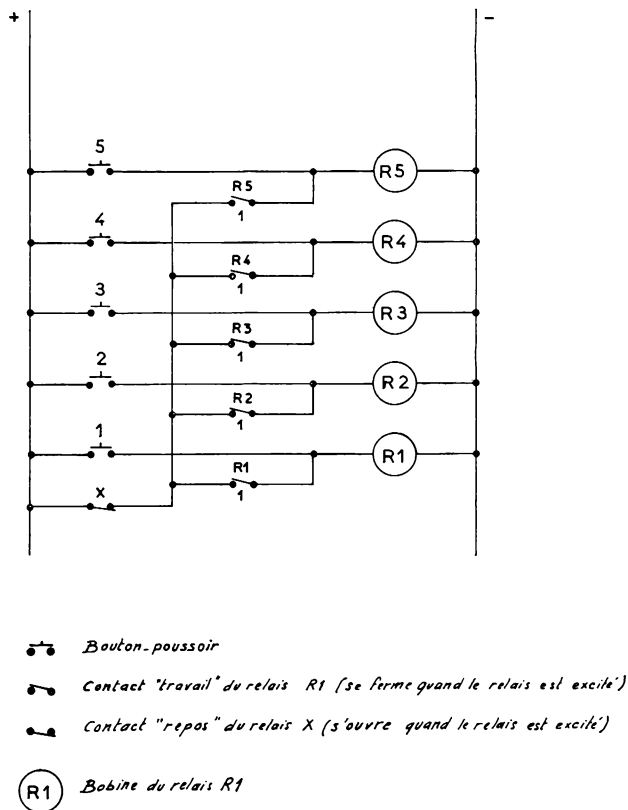 + –
5
R5
R5
1
4
R4
R4
1
3
R3
R3
1
2
R2
R2
1
1
R1
R1
1
X
Bouton-poussoir
Contact "travail" du relais R1 (se ferme quand le relais est excité)
Contact "repos" du relais X (s'ouvre quand le relais est excité)
R1 Bobine du relais R1